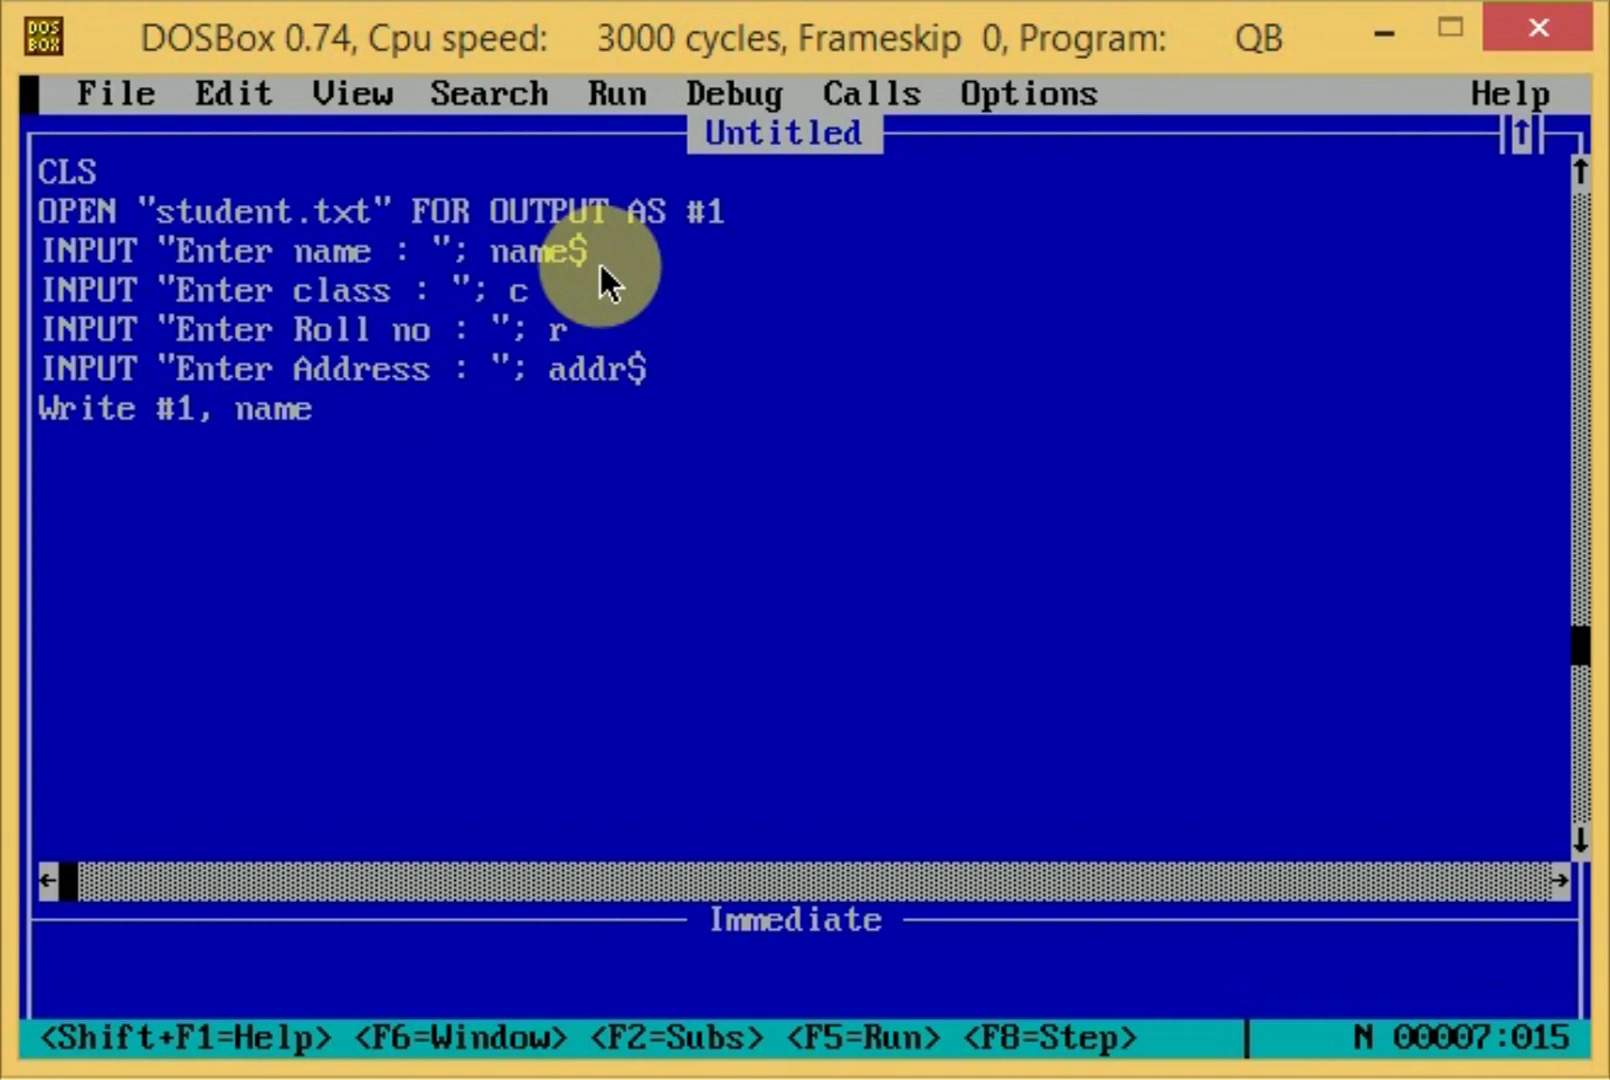 DOS
BOX
DOSBox 0.74, Cpu speed: 3000 cycles, Frameskip 0, Program: QB
File Edit View Search Run Debug Calls Options Help
Untitled
CLS
OPEN "student.txt" FOR OUTPUT AS #1
INPUT "Enter name : "; name$
INPUT "Enter class : "; c
INPUT "Enter Roll no : "; r
INPUT "Enter Address : "; addr$
Write #1, name
Immediate
<Shift+F1=Help> <F6=Window> <F2=Subs> <F5=Run> <F8=Step> N 00007:015